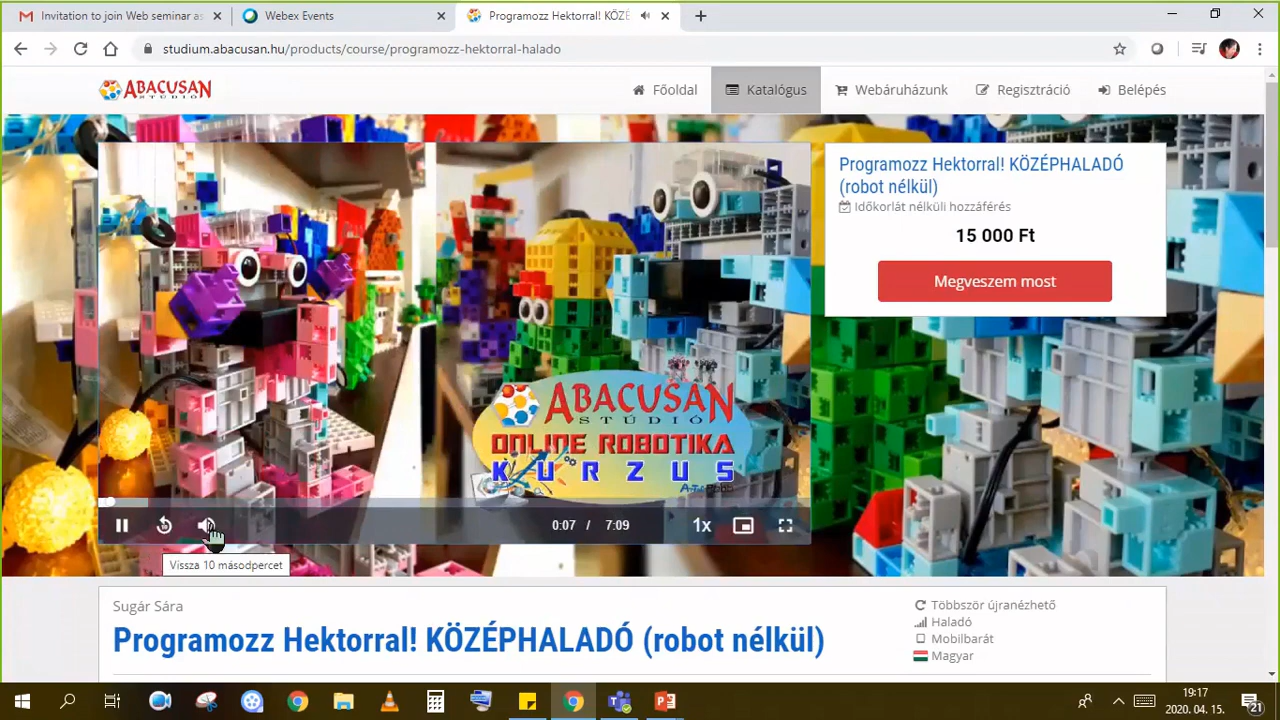 Invitation to join Web seminar as
Webex Events
Programozz Hektorral! KÖZÉ
studium.abacusan.hu/products/course/programozz-hektorral-halado
ABACUSAN
STÚDIÓ
Főoldal
Katalógus
Webáruházunk
Regisztráció
Belépés
Programozz Hektorral! KÖZÉPHALADÓ
(robot nélkül)
Időkorlát nélküli hozzáférés
15 000 Ft
Megveszem most
ABACUSAN
STÚDIÓ
ONLINE ROBOTIKA
KURZUS
0:07 / 7:09
1x
Vissza 10 másodpercet
Sugár Sára
Programozz Hektorral! KÖZÉPHALADÓ (robot nélkül)
Többször újranézhető
Haladó
Mobilbarát
Magyar
19:17
2020. 04. 15.
21